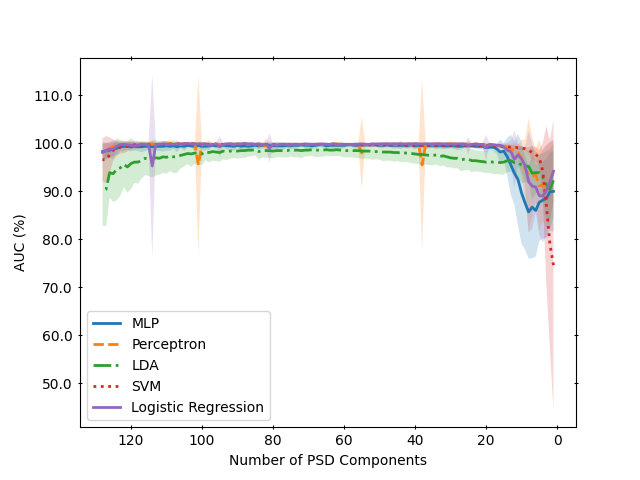 110.0
100.0
90.0
80.0
70.0
60.0
50.0
AUC (%)
MLP
Perceptron
LDA
SVM
Logistic Regression
120 100 80 60 40 20 0
Number of PSD Components